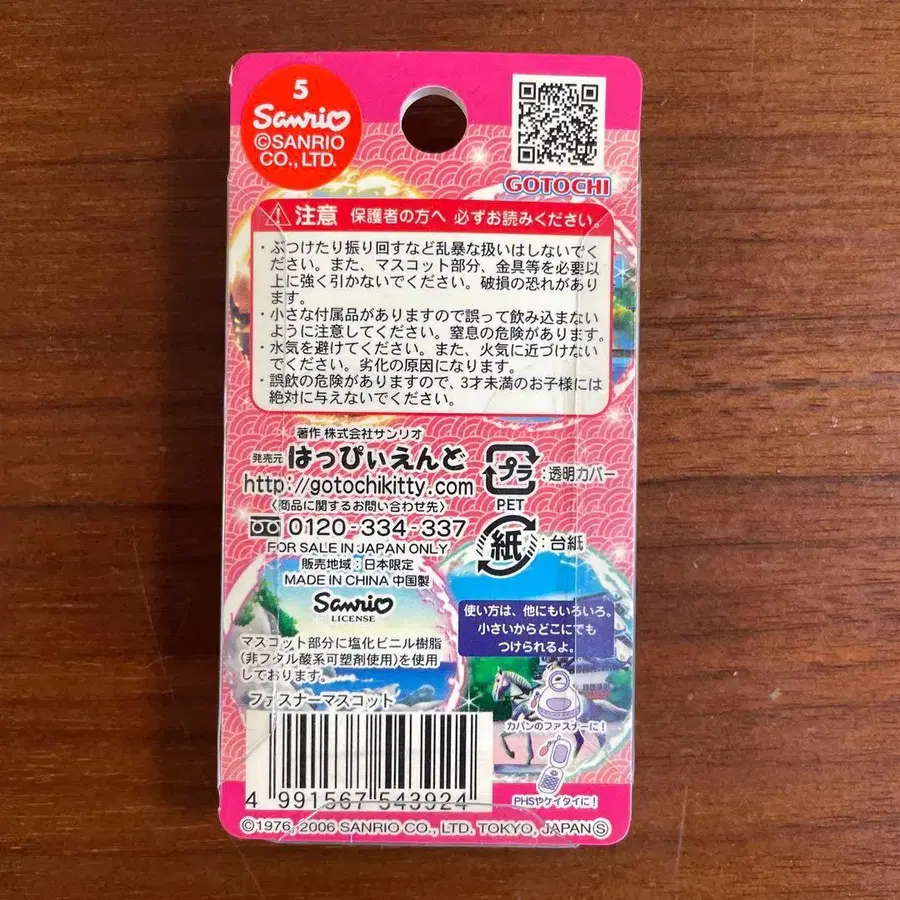 5
Sanrio
©SANRIO
CO., LTD.
GOTOCHI
注意 保護者の方へ 必ずお読みください。
・ぶつけたり振り回すなど乱暴な扱いはしないでく
ださい。また、マスコット部分、金具等を必要以
上に強く引かないでください。破損の恐れがあり
ます。
・小さな付属品がありますので誤って飲み込まない
ように注意してください。窒息の危険があります。
・水気を避けてください。また、火気に近づけない
でください。劣化の原因になります。
・誤飲の危険がありますので、3才未満のお子様には
絶対に与えないでください。
著作 株式会社サンリオ
発売元 はっぴぃえんど
http://gotochikitty.com
〈商品に関するお問い合わせ先〉
0120-334-337
FOR SALE IN JAPAN ONLY
販売地域：日本限定
MADE IN CHINA 中国製
Sanrio
LICENSE
プラ：透明カバー
PET
紙：台紙
マスコット部分に塩化ビニル樹脂
(非フタル酸系可塑剤使用)を使用
しております。
ファスナーマスコット
使い方は、他にもいろいろ。
小さいからどこにでも
つけられるよ。
カバンのファスナーに！
PHSやケイタイに！
4 991567 543924
©1976, 2006 SANRIO CO., LTD. TOKYO, JAPAN Ⓢ